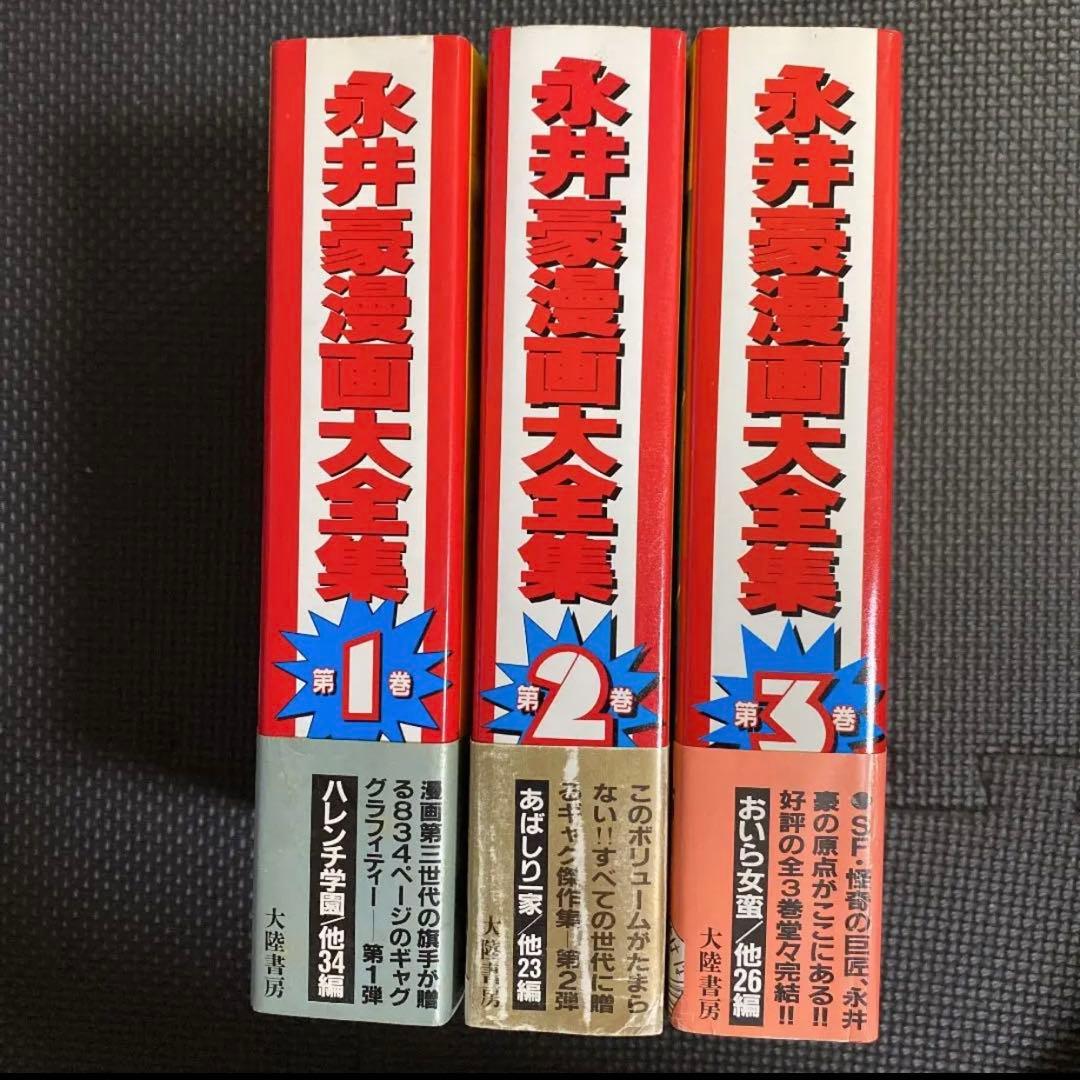 永井豪漫画大全集
第1巻
漫画第三世代の旗手が贈
る834ページのギャグ
グラフィティー──第1弾
ハレンチ学園/他34編
大陸書房
永井豪漫画大全集
第2巻
このボリュームがたまら
ない!!すべての世代に贈
るギャグ傑作集──第2弾
あばしり一家/他23編
大陸書房
永井豪漫画大全集
第3巻
●SF・怪奇の巨匠、永井
豪の原点がここにある!!
好評の全3巻堂々完結!!
おいら女蛮/他26編
大陸書房